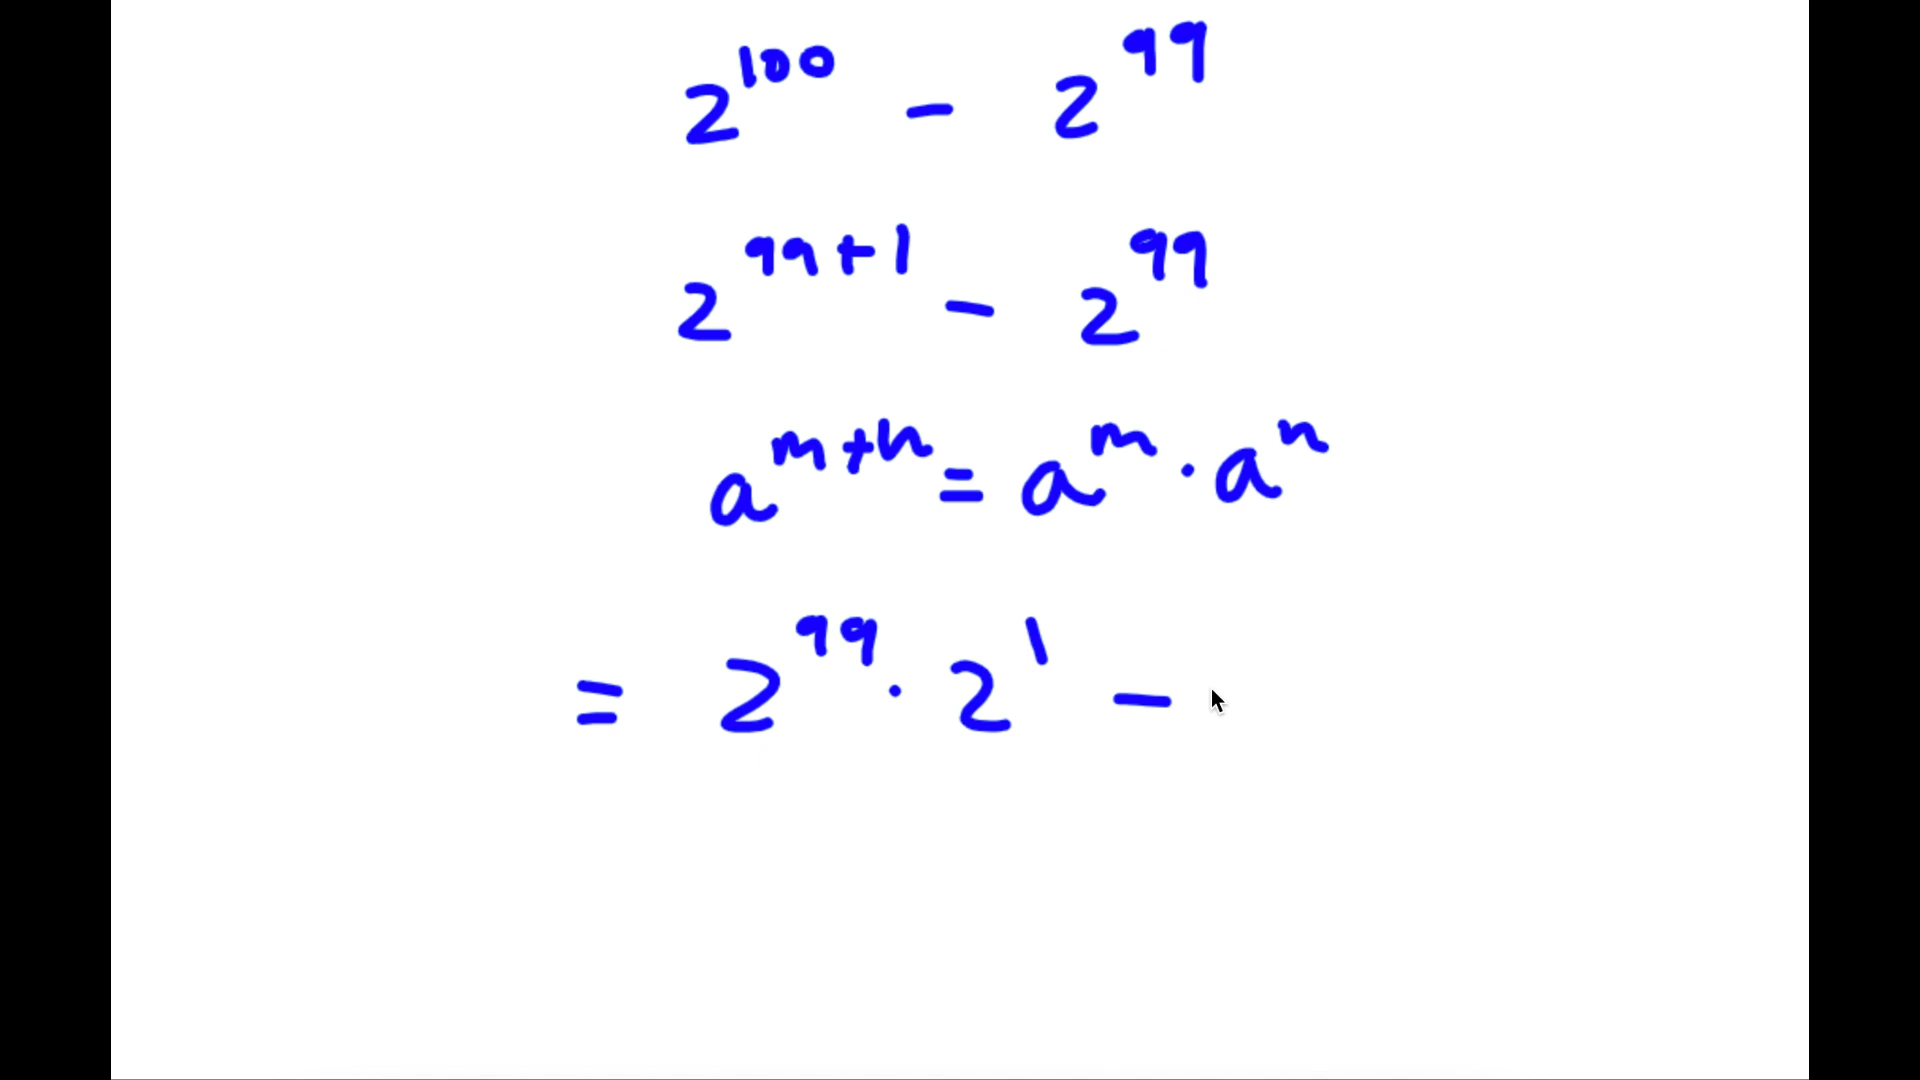 2^100 - 2^99
2^99+1 - 2^99
a^m+n = a^m · a^n
= 2^99 · 2^1 -